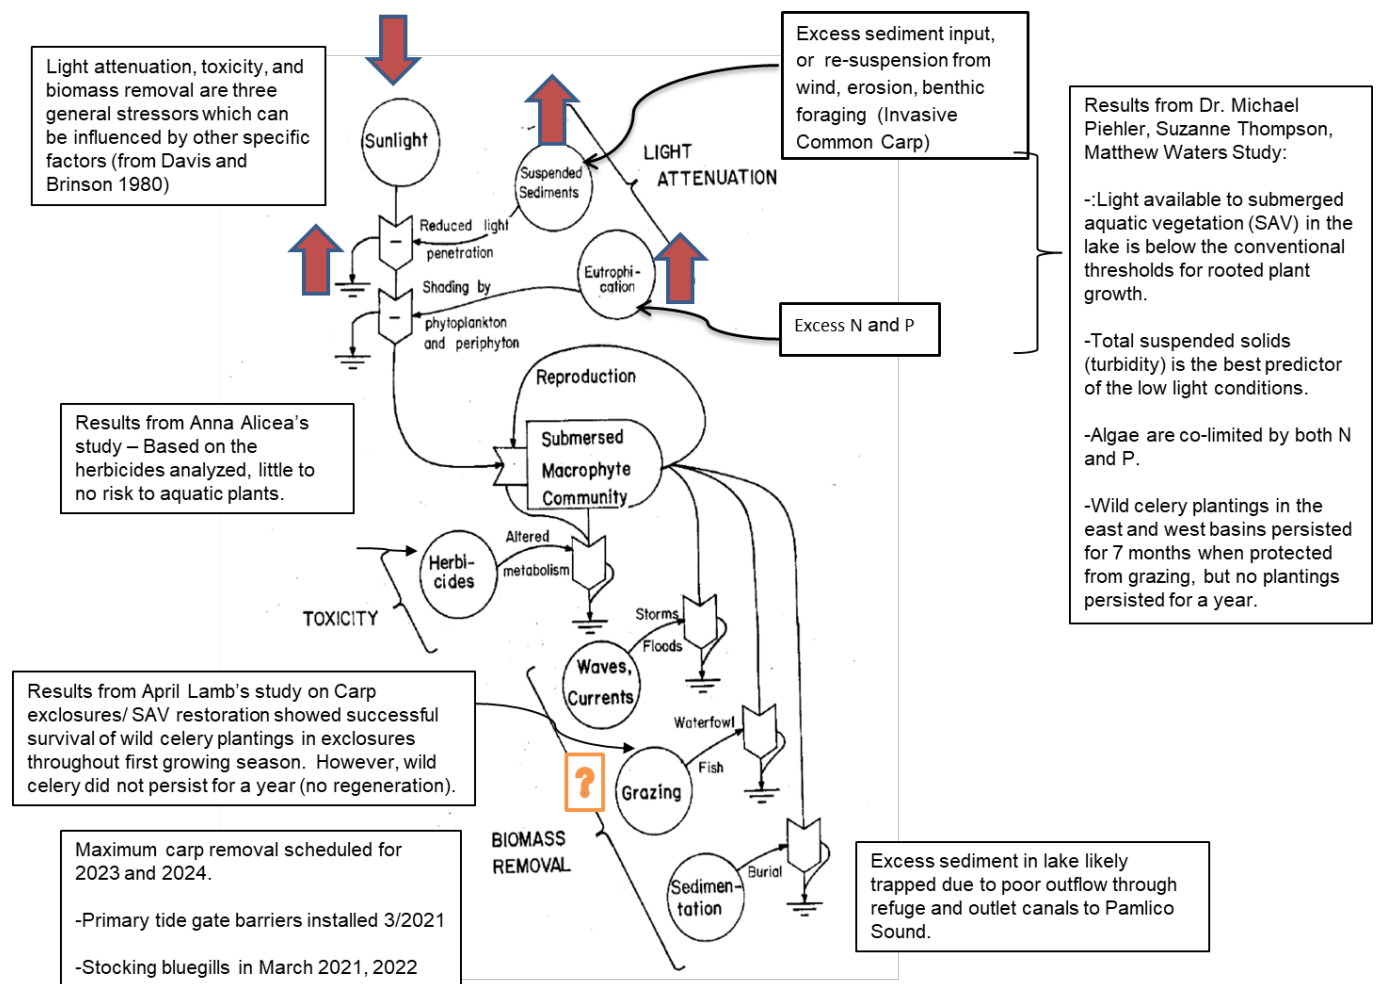 Light attenuation, toxicity, and
biomass removal are three
general stressors which can
be influenced by other specific
factors (from Davis and
Brinson 1980)
Sunlight
Suspended
Sediments
LIGHT
ATTENUATION
Excess sediment input,
or re-suspension from
wind, erosion, benthic
foraging (Invasive
Common Carp)
Results from Dr. Michael
Piehler, Suzanne Thompson,
Matthew Waters Study:
-:Light available to submerged
aquatic vegetation (SAV) in the
lake is below the conventional
thresholds for rooted plant
growth.
-Total suspended solids
(turbidity) is the best predictor
of the low light conditions.
-Algae are co-limited by both N
and P.
-Wild celery plantings in the
east and west basins persisted
for 7 months when protected
from grazing, but no plantings
persisted for a year.
Reduced light
penetration
Eutrophi-
cation
Shading by
phytoplankton
and periphyton
Excess N and P
Reproduction
Submersed
Macrophyte
Community
Results from Anna Alicea's
study – Based on the
herbicides analyzed, little to
no risk to aquatic plants.
Herbi-
cides
Altered
metabolism
TOXICITY
Storms
Floods
Waves,
Currents
Results from April Lamb's study on Carp
exclosures/ SAV restoration showed successful
survival of wild celery plantings in exclosures
throughout first growing season. However, wild
celery did not persist for a year (no regeneration).
Waterfowl
Fish
Grazing
?
BIOMASS
REMOVAL
Sedimen-
tation
Burial
Maximum carp removal scheduled for
2023 and 2024.
-Primary tide gate barriers installed 3/2021
-Stocking bluegills in March 2021, 2022
Excess sediment in lake likely
trapped due to poor outflow through
refuge and outlet canals to Pamlico
Sound.